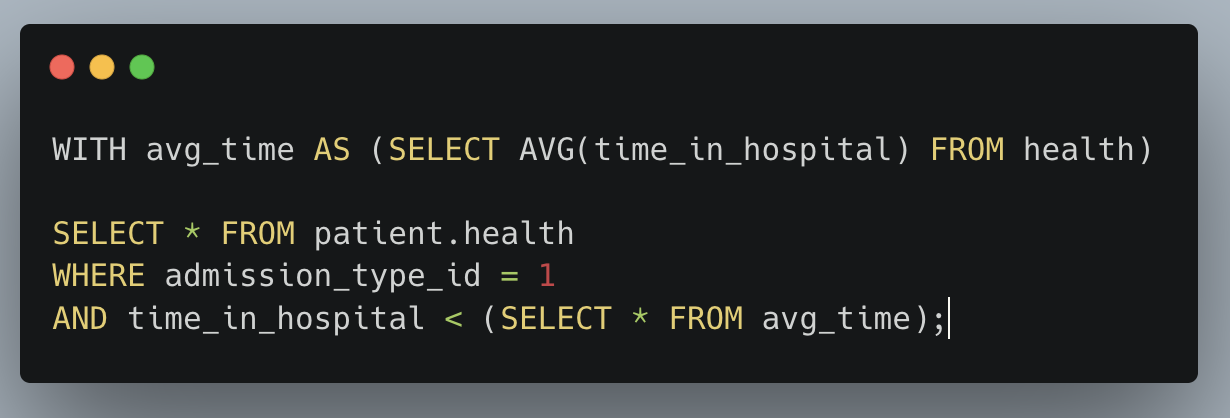 WITH avg_time AS (SELECT AVG(time_in_hospital) FROM health)
SELECT * FROM patient.health
WHERE admission_type_id = 1
AND time_in_hospital < (SELECT * FROM avg_time);